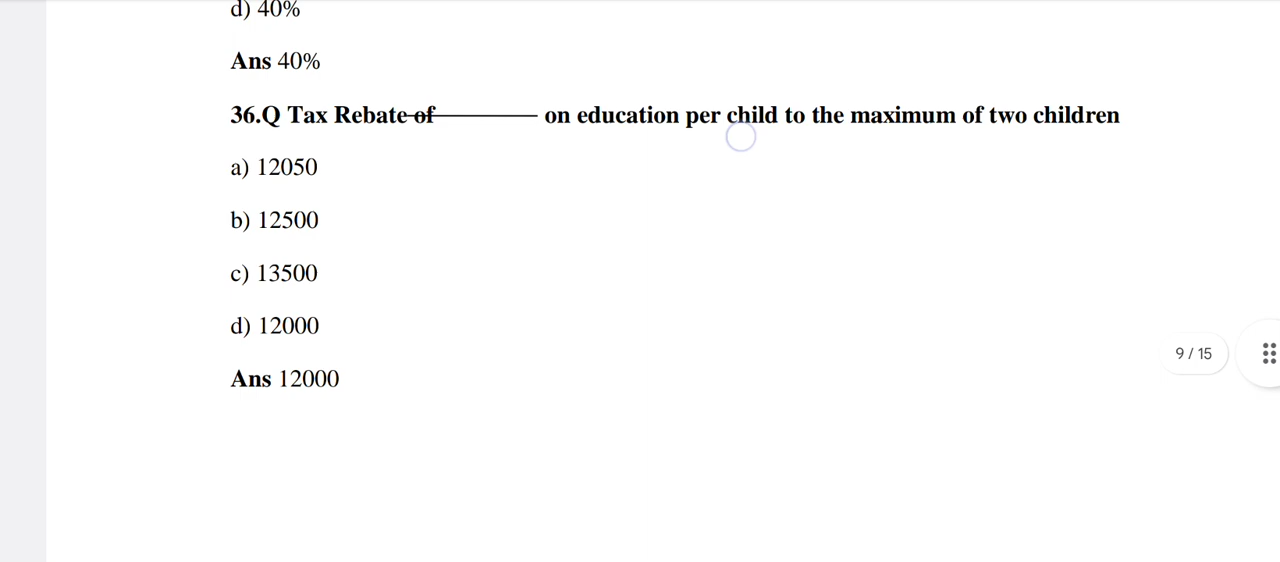 d) 40%
Ans 40%
36.Q Tax Rebate of ———— on education per child to the maximum of two children
a) 12050
b) 12500
c) 13500
d) 12000
9 / 15
Ans 12000